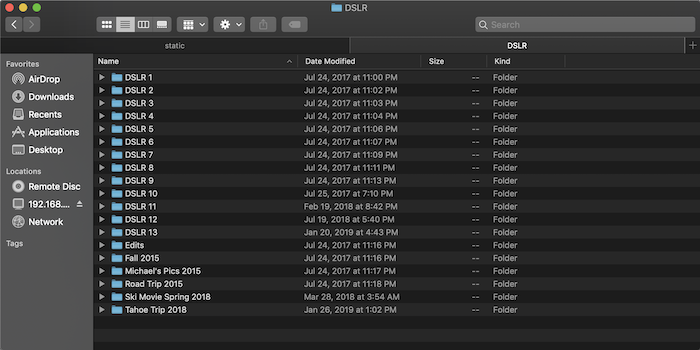 DSLR
Search
static
DSLR
Favorites
AirDrop
Downloads
Recents
Applications
Desktop
Locations
Remote Disc
192.168....
Network
Tags
Name Date Modified Size Kind
DSLR 1 Jul 24, 2017 at 11:00 PM -- Folder
DSLR 2 Jul 24, 2017 at 11:02 PM -- Folder
DSLR 3 Jul 24, 2017 at 11:03 PM -- Folder
DSLR 4 Jul 24, 2017 at 11:04 PM -- Folder
DSLR 5 Jul 24, 2017 at 11:06 PM -- Folder
DSLR 6 Jul 24, 2017 at 11:07 PM -- Folder
DSLR 7 Jul 24, 2017 at 11:09 PM -- Folder
DSLR 8 Jul 24, 2017 at 11:11 PM -- Folder
DSLR 9 Jul 24, 2017 at 11:13 PM -- Folder
DSLR 10 Jul 25, 2017 at 7:10 PM -- Folder
DSLR 11 Feb 19, 2018 at 8:42 PM -- Folder
DSLR 12 Jul 19, 2018 at 5:40 PM -- Folder
DSLR 13 Jan 20, 2019 at 4:43 PM -- Folder
Edits Jul 24, 2017 at 11:16 PM -- Folder
Fall 2015 Jul 24, 2017 at 11:16 PM -- Folder
Michael's Pics 2015 Jul 24, 2017 at 11:17 PM -- Folder
Road Trip 2015 Jul 24, 2017 at 11:18 PM -- Folder
Ski Movie Spring 2018 Mar 28, 2018 at 3:54 AM -- Folder
Tahoe Trip 2018 Jan 26, 2019 at 1:02 PM -- Folder